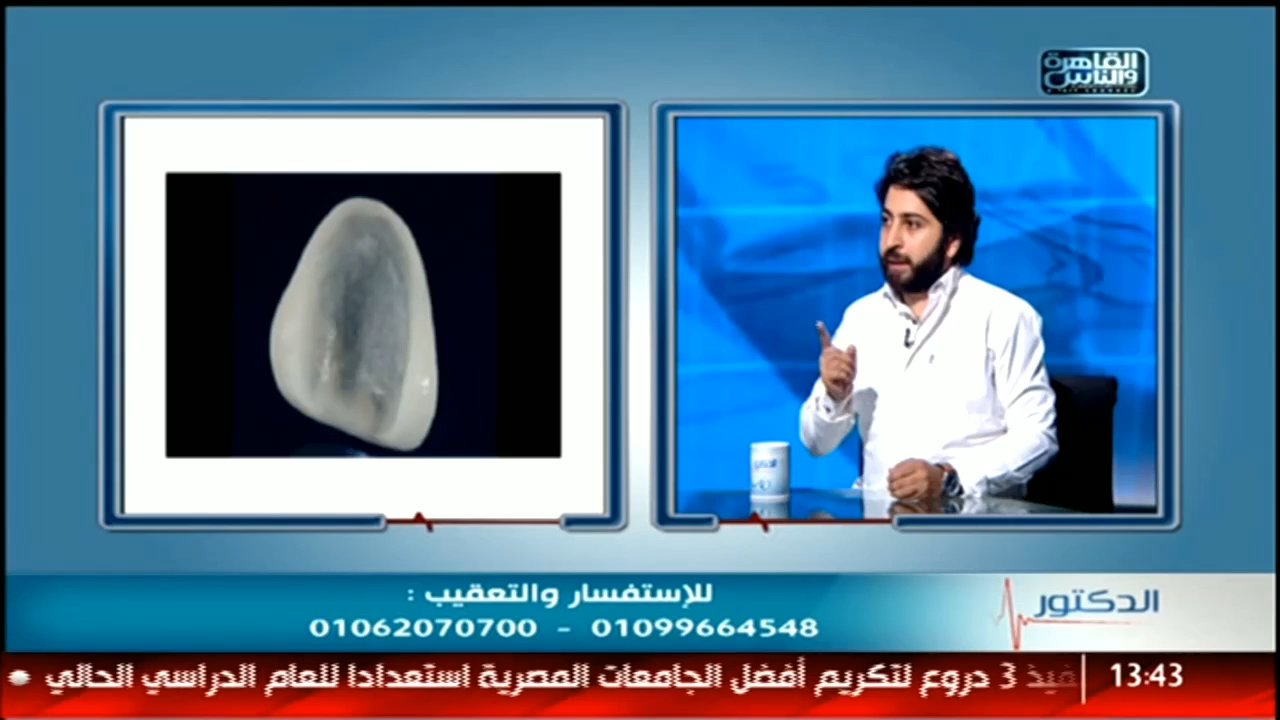 القاهرة
والناس
للإستفسار والتعقيب :
01062070700 - 01099664548
الدكتور
13:43
3 دروع لتكريم أفضل الجامعات المصرية استعدادا للعام الدراسي الحالي